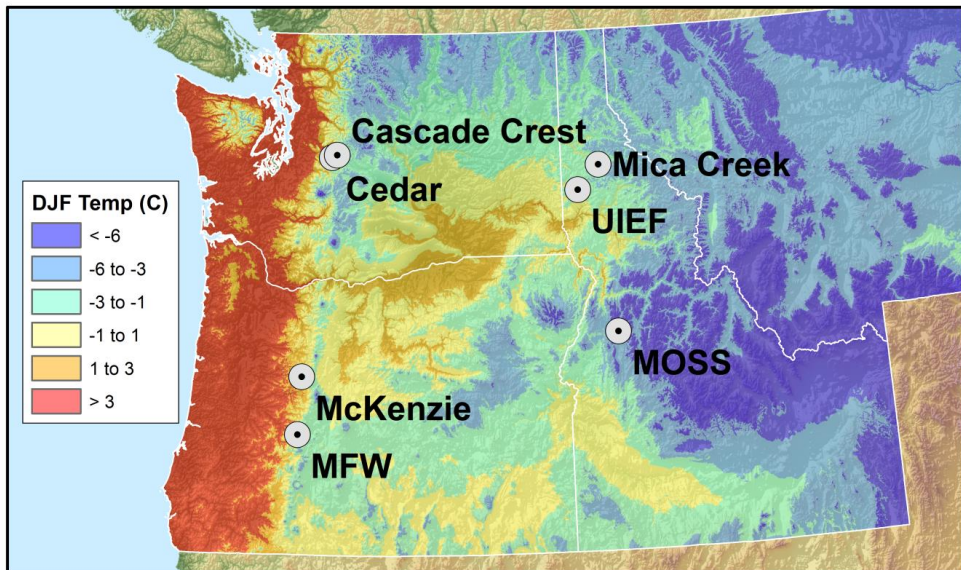 Cascade Crest
Cedar
Mica Creek
UIEF
MOSS
McKenzie
MFW
DJF Temp (C)
< -6
-6 to -3
-3 to -1
-1 to 1
1 to 3
> 3